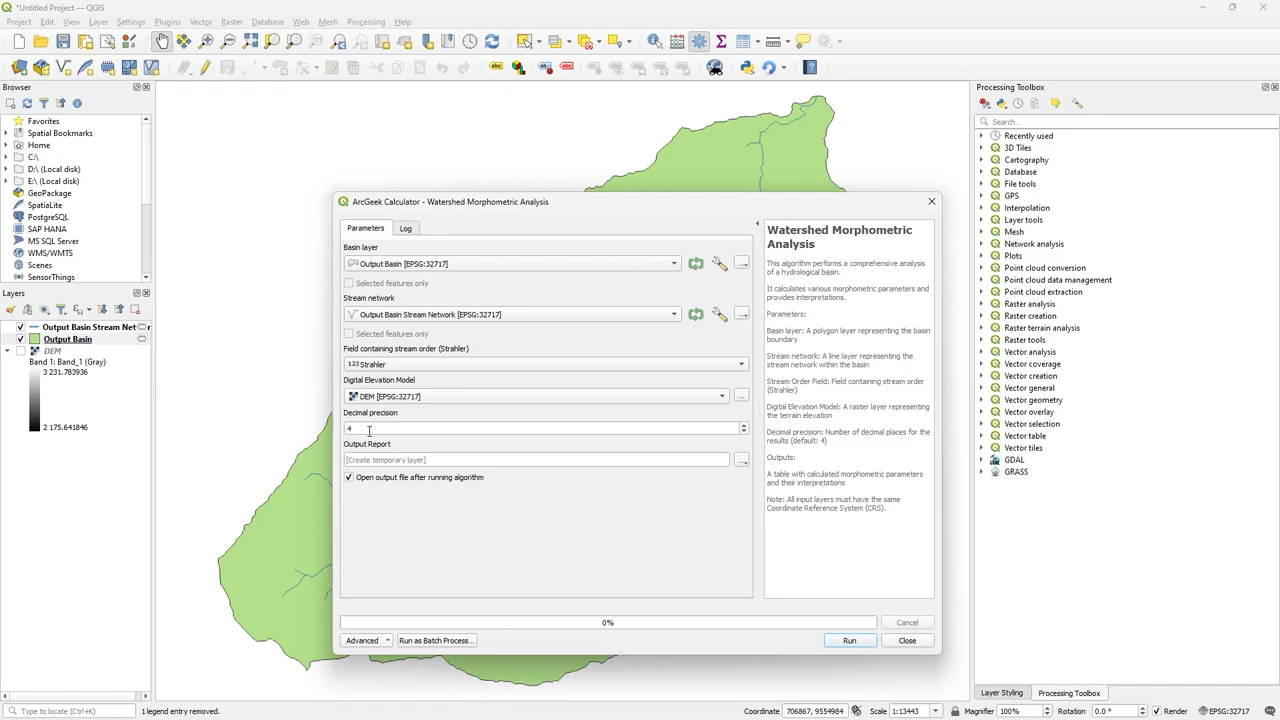 *Untitled Project — QGIS
Project Edit View Layer Settings Plugins Vector Raster Database Web Mesh Processing Help
Browser
Favorites
Spatial Bookmarks
Home
C:\
D:\ (Local disk)
E:\ (Local disk)
GeoPackage
SpatiaLite
PostgreSQL
SAP HANA
MS SQL Server
WMS/WMTS
Scenes
SensorThings
Layers
Output Basin Stream Net
Output Basin
DEM
Band 1: Band_1 (Gray)
3 231.783936
2 175.641846
ArcGeek Calculator - Watershed Morphometric Analysis
Parameters Log
Basin layer
Output Basin [EPSG:32717]
Selected features only
Stream network
Output Basin Stream Network [EPSG:32717]
Selected features only
Field containing stream order (Strahler)
123 Strahler
Digital Elevation Model
DEM [EPSG:32717]
Decimal precision
4
Output Report
[Create temporary layer]
Open output file after running algorithm
Watershed Morphometric
Analysis
This algorithm performs a comprehensive analysis
of a hydrological basin.
It calculates various morphometric parameters and
provides interpretations.
Parameters:
Basin layer: A polygon layer representing the basin
boundary
Stream network: A line layer representing the
stream network within the basin
Stream Order Field: Field containing stream order
(Strahler)
Digital Elevation Model: A raster layer representing
the terrain elevation
Decimal precision: Number of decimal places for the
results (default: 4)
Outputs:
A table with calculated morphometric parameters
and their interpretations
Note: All input layers must have the same
Coordinate Reference System (CRS).
0%
Cancel
Advanced Run as Batch Process... Run Close
Processing Toolbox
Search...
Recently used
3D Tiles
Cartography
Database
File tools
GPS
Interpolation
Layer tools
Mesh
Network analysis
Plots
Point cloud conversion
Point cloud data management
Point cloud extraction
Raster analysis
Raster creation
Raster terrain analysis
Raster tools
Vector analysis
Vector coverage
Vector creation
Vector general
Vector geometry
Vector overlay
Vector selection
Vector table
Vector tiles
GDAL
GRASS
Layer Styling Processing Toolbox
Type to locate (Ctrl+K) 1 legend entry removed. Coordinate 706867, 9554984 Scale 1:13443 Magnifier 100% Rotation 0.0 ° Render EPSG:32717